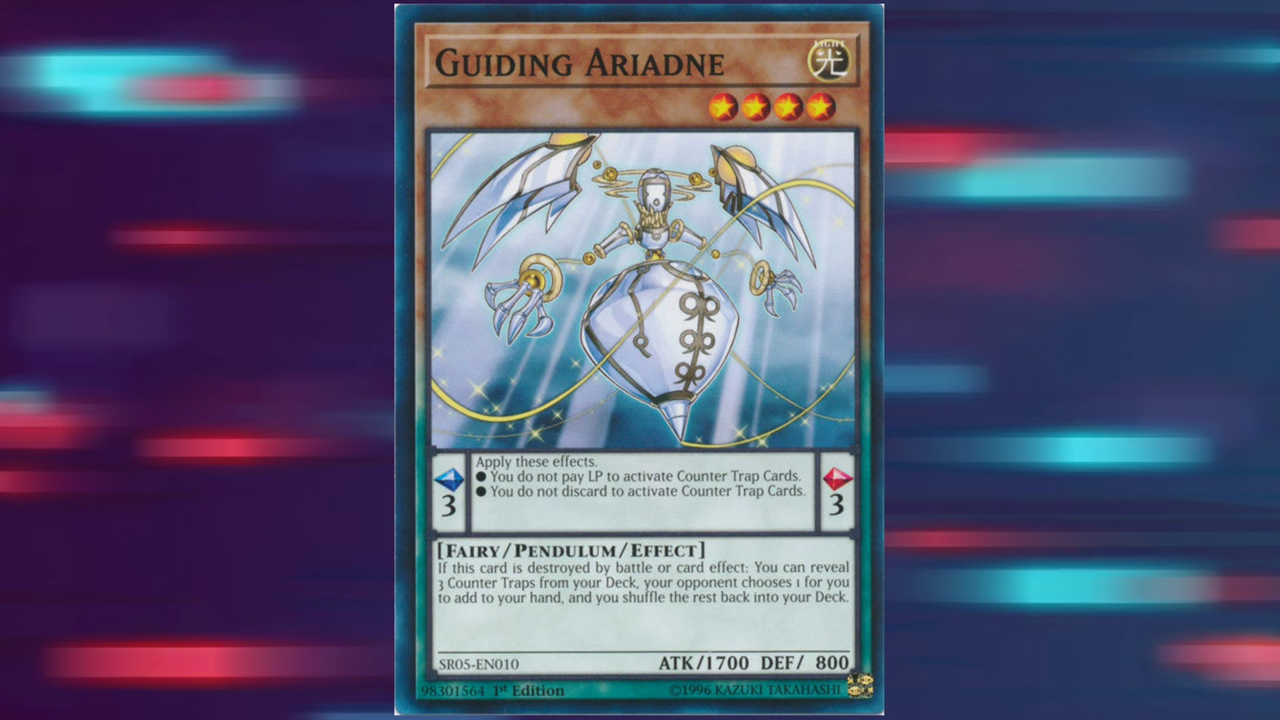 GUIDING ARIADNE
LIGHT
光
Apply these effects.
● You do not pay LP to activate Counter Trap Cards.
● You do not discard to activate Counter Trap Cards.
3
3
[FAIRY/PENDULUM/EFFECT]
If this card is destroyed by battle or card effect: You can reveal
3 Counter Traps from your Deck, your opponent chooses 1 for you
to add to your hand, and you shuffle the rest back into your Deck.
SR05-EN010
ATK/1700 DEF/ 800
98301564 1st Edition
©1996 KAZUKI TAKAHASHI